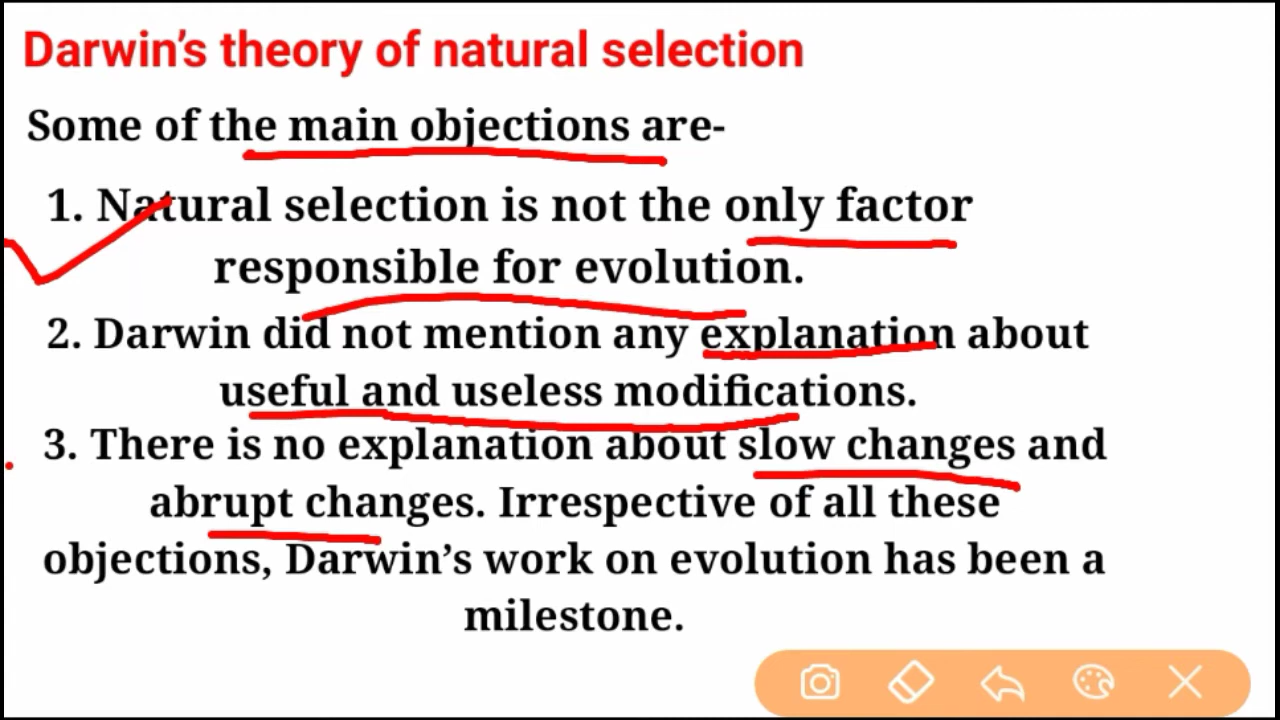 Darwin’s theory of natural selection
Some of the main objections are-
1. Natural selection is not the only factor
responsible for evolution.
2. Darwin did not mention any explanation about
useful and useless modifications.
3. There is no explanation about slow changes and
abrupt changes. Irrespective of all these
objections, Darwin’s work on evolution has been a
milestone.